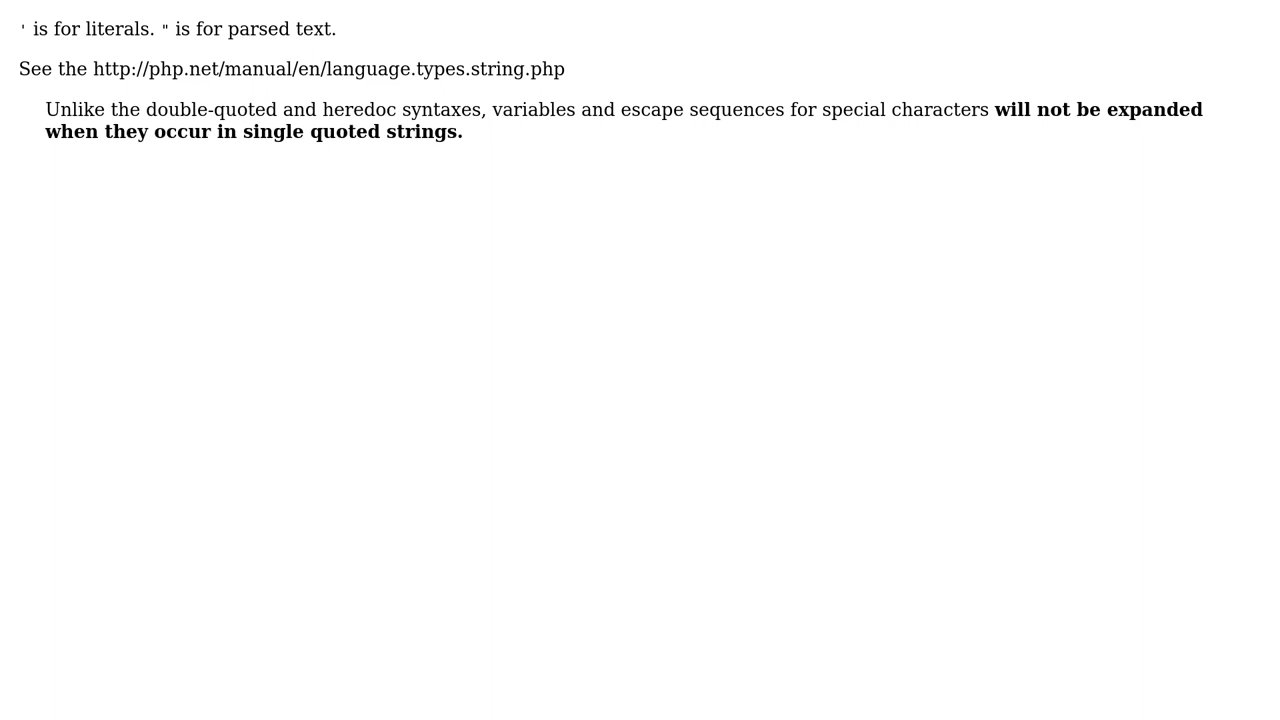 ' is for literals. " is for parsed text.
See the http://php.net/manual/en/language.types.string.php
Unlike the double-quoted and heredoc syntaxes, variables and escape sequences for special characters will not be expanded
when they occur in single quoted strings.